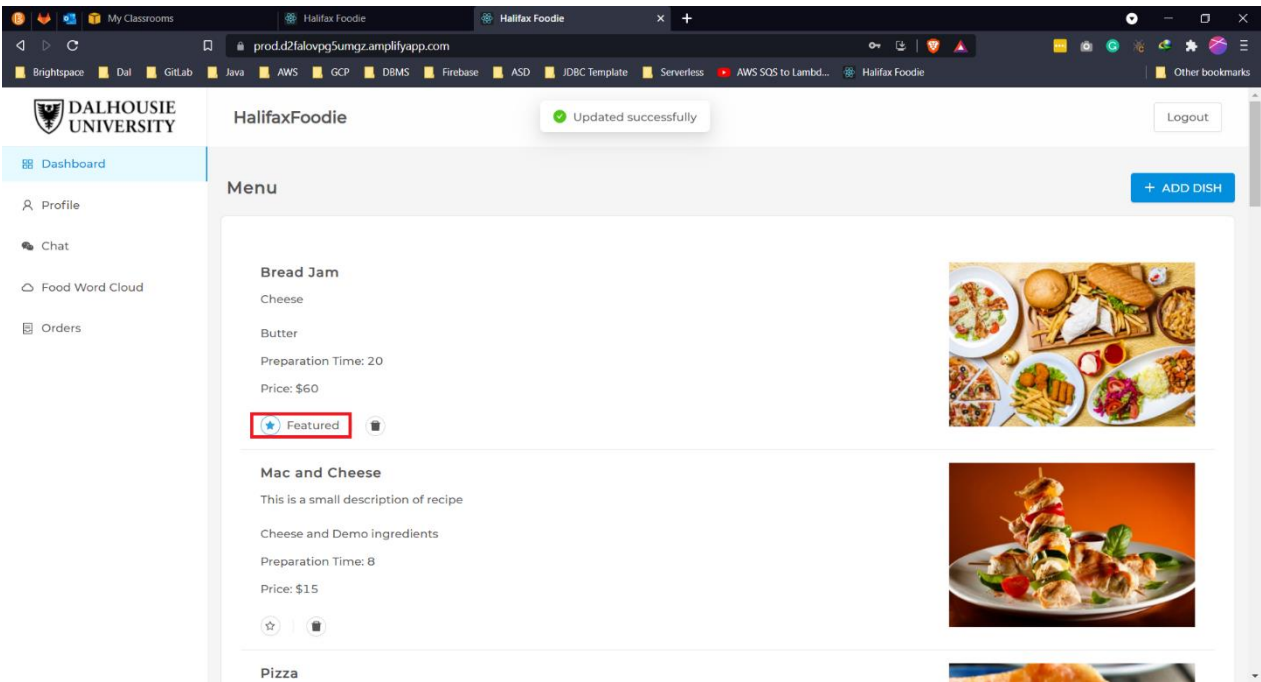 My Classrooms
Halifax Foodie
Halifax Foodie
prod.d2falovpg5umgz.amplifyapp.com
Brightspace Dal GitLab Java AWS GCP DBMS Firebase ASD JDBC Template Serverless AWS SQS to Lambd... Halifax Foodie Other bookmarks
DALHOUSIE
UNIVERSITY
HalifaxFoodie
Updated successfully
Logout
Dashboard
Profile
Chat
Food Word Cloud
Orders
Menu
+ ADD DISH
Bread Jam
Cheese
Butter
Preparation Time: 20
Price: $60
Featured
Mac and Cheese
This is a small description of recipe
Cheese and Demo ingredients
Preparation Time: 8
Price: $15
Pizza